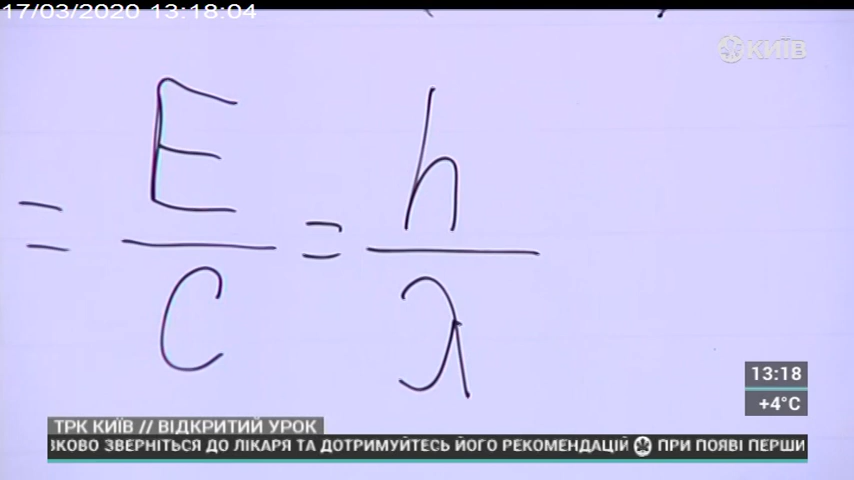 17/03/2020 13:18:04
КИЇВ
= E/C = h/λ
13:18
+4°C
ТРК КИЇВ // ВІДКРИТИЙ УРОК
ЗКОВО ЗВЕРНІТЬСЯ ДО ЛІКАРЯ ТА ДОТРИМУЙТЕСЬ ЙОГО РЕКОМЕНДАЦІЙ ПРИ ПОЯВІ ПЕРШИ